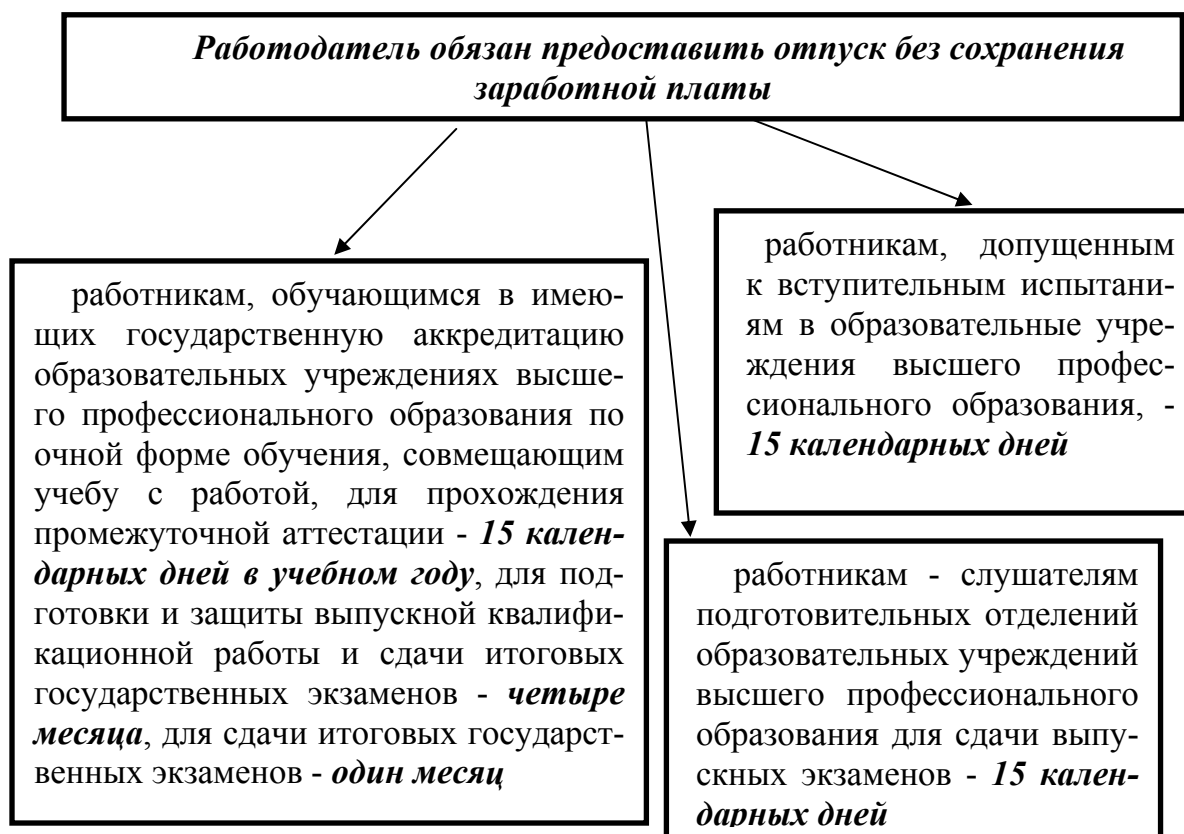 Работодатель обязан предоставить отпуск без сохранения
заработной платы
работникам, обучающимся в имею-
щих государственную аккредитацию
образовательных учреждениях высше-
го профессионального образования по
очной форме обучения, совмещающим
учебу с работой, для прохождения
промежуточной аттестации - 15 кален-
дарных дней в учебном году, для под-
готовки и защиты выпускной квалифи-
кационной работы и сдачи итоговых
государственных экзаменов - четыре
месяца, для сдачи итоговых государст-
венных экзаменов - один месяц
работникам, допущенным
к вступительным испытани-
ям в образовательные учре-
ждения высшего профес-
сионального образования, -
15 календарных дней
работникам - слушателям
подготовительных отделений
образовательных учреждений
высшего профессионального
образования для сдачи выпу-
скных экзаменов - 15 кален-
дарных дней